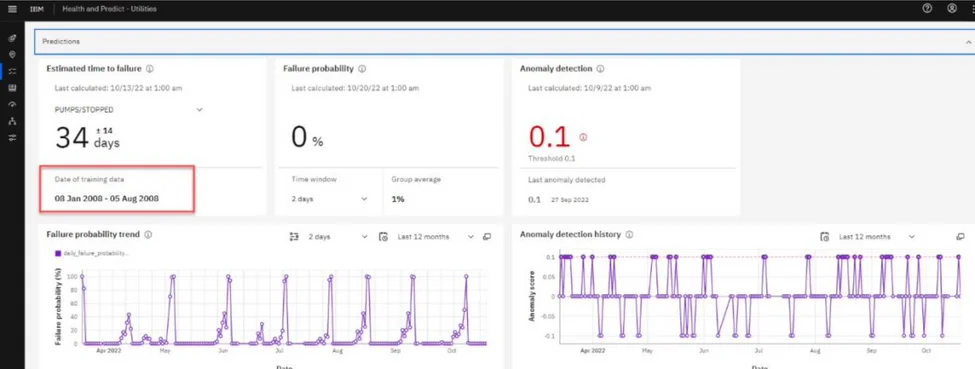 IBM Health and Predict - Utilities
Predictions
Estimated time to failure
Last calculated: 10/13/22 at 1:00 am
PUMPS/STOPPED
34 ± 14 days
Date of training data
08 Jan 2008 - 05 Aug 2008
Failure probability
Last calculated: 10/20/22 at 1:00 am
0 %
Time window
2 days
Group average
1%
Anomaly detection
Last calculated: 10/9/22 at 1:00 am
0.1
Threshold 0.1
Last anomaly detected
0.1 27 Sep 2022
Failure probability trend
2 days
Last 12 months
daily_failure_probability...
Failure probability (%)
100
80
60
40
20
0
Apr 2022 May Jun Jul Aug Sep Oct
Date
Anomaly detection history
Last 12 months
Anomaly score
0.1
0.05
0
-0.05
-0.1
Apr 2022 May Jun Jul Aug Sep Oct
Date